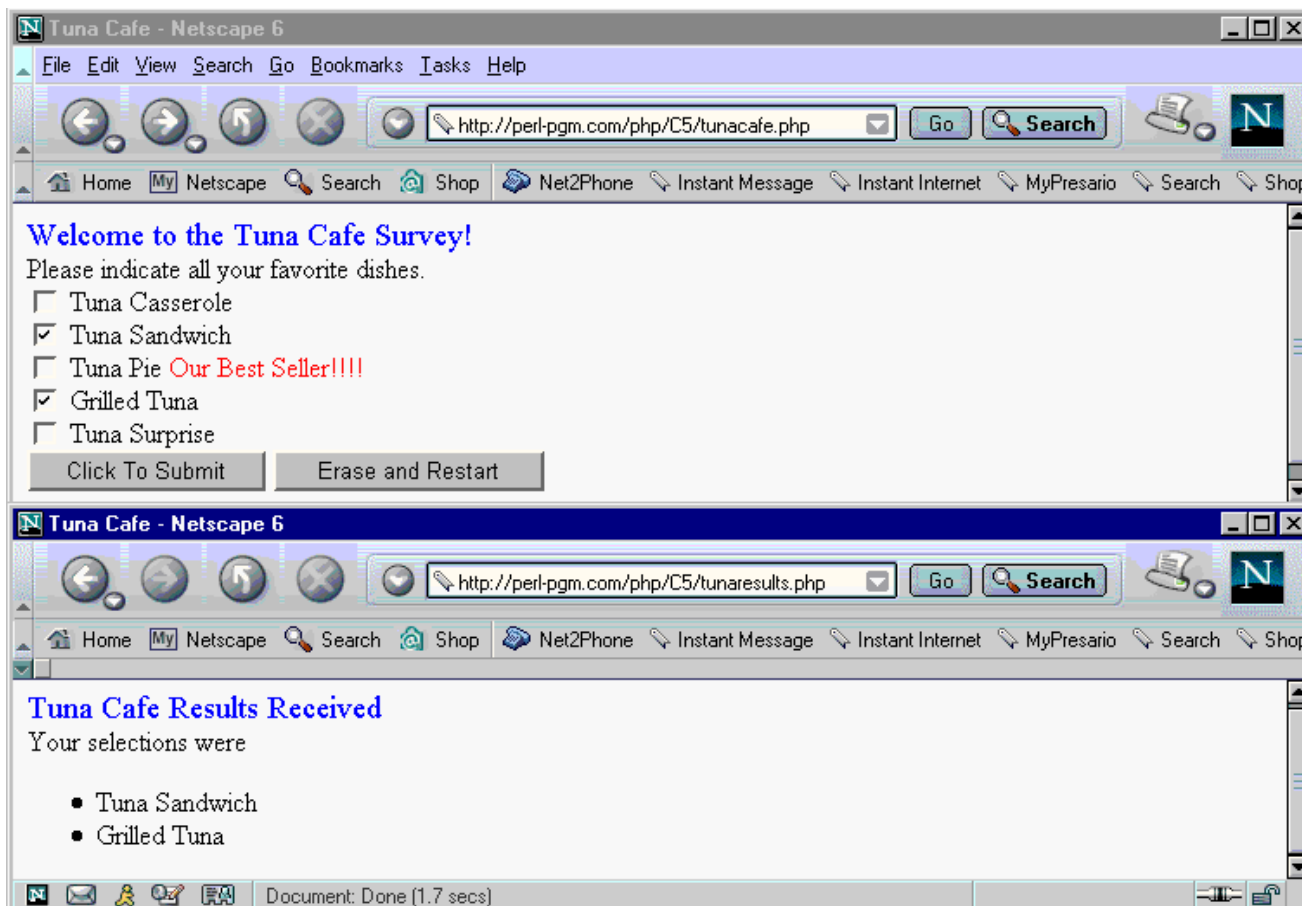 N Tuna Cafe - Netscape 6
File Edit View Search Go Bookmarks Tasks Help
http://perl-pgm.com/php/C5/tunacafe.php Go Search N
Home My Netscape Search Shop Net2Phone Instant Message Instant Internet MyPresario Search Shop
Welcome to the Tuna Cafe Survey!
Please indicate all your favorite dishes.
Tuna Casserole
Tuna Sandwich
Tuna Pie Our Best Seller!!!!
Grilled Tuna
Tuna Surprise
Click To Submit Erase and Restart
N Tuna Cafe - Netscape 6
http://perl-pgm.com/php/C5/tunaresults.php Go Search N
Home My Netscape Search Shop Net2Phone Instant Message Instant Internet MyPresario Search Shop
Tuna Cafe Results Received
Your selections were
Tuna Sandwich
Grilled Tuna
N Document: Done (1.7 secs)